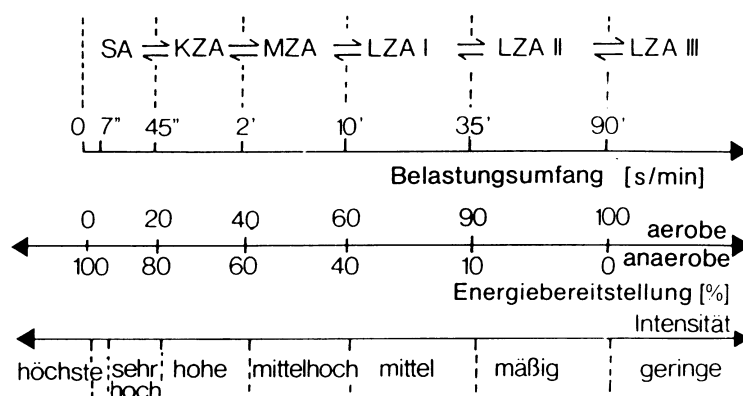 SA ⇌ KZA ⇌ MZA ⇌ LZA I ⇌ LZA II ⇌ LZA III
0 7" 45" 2' 10' 35' 90'
Belastungsumfang [s/min]
0 20 40 60 90 100 aerobe
100 80 60 40 10 0 anaerobe
Energiebereitstellung [%]
Intensität
höchste sehr hohe mittelhoch mittel mäßig geringe
hoch